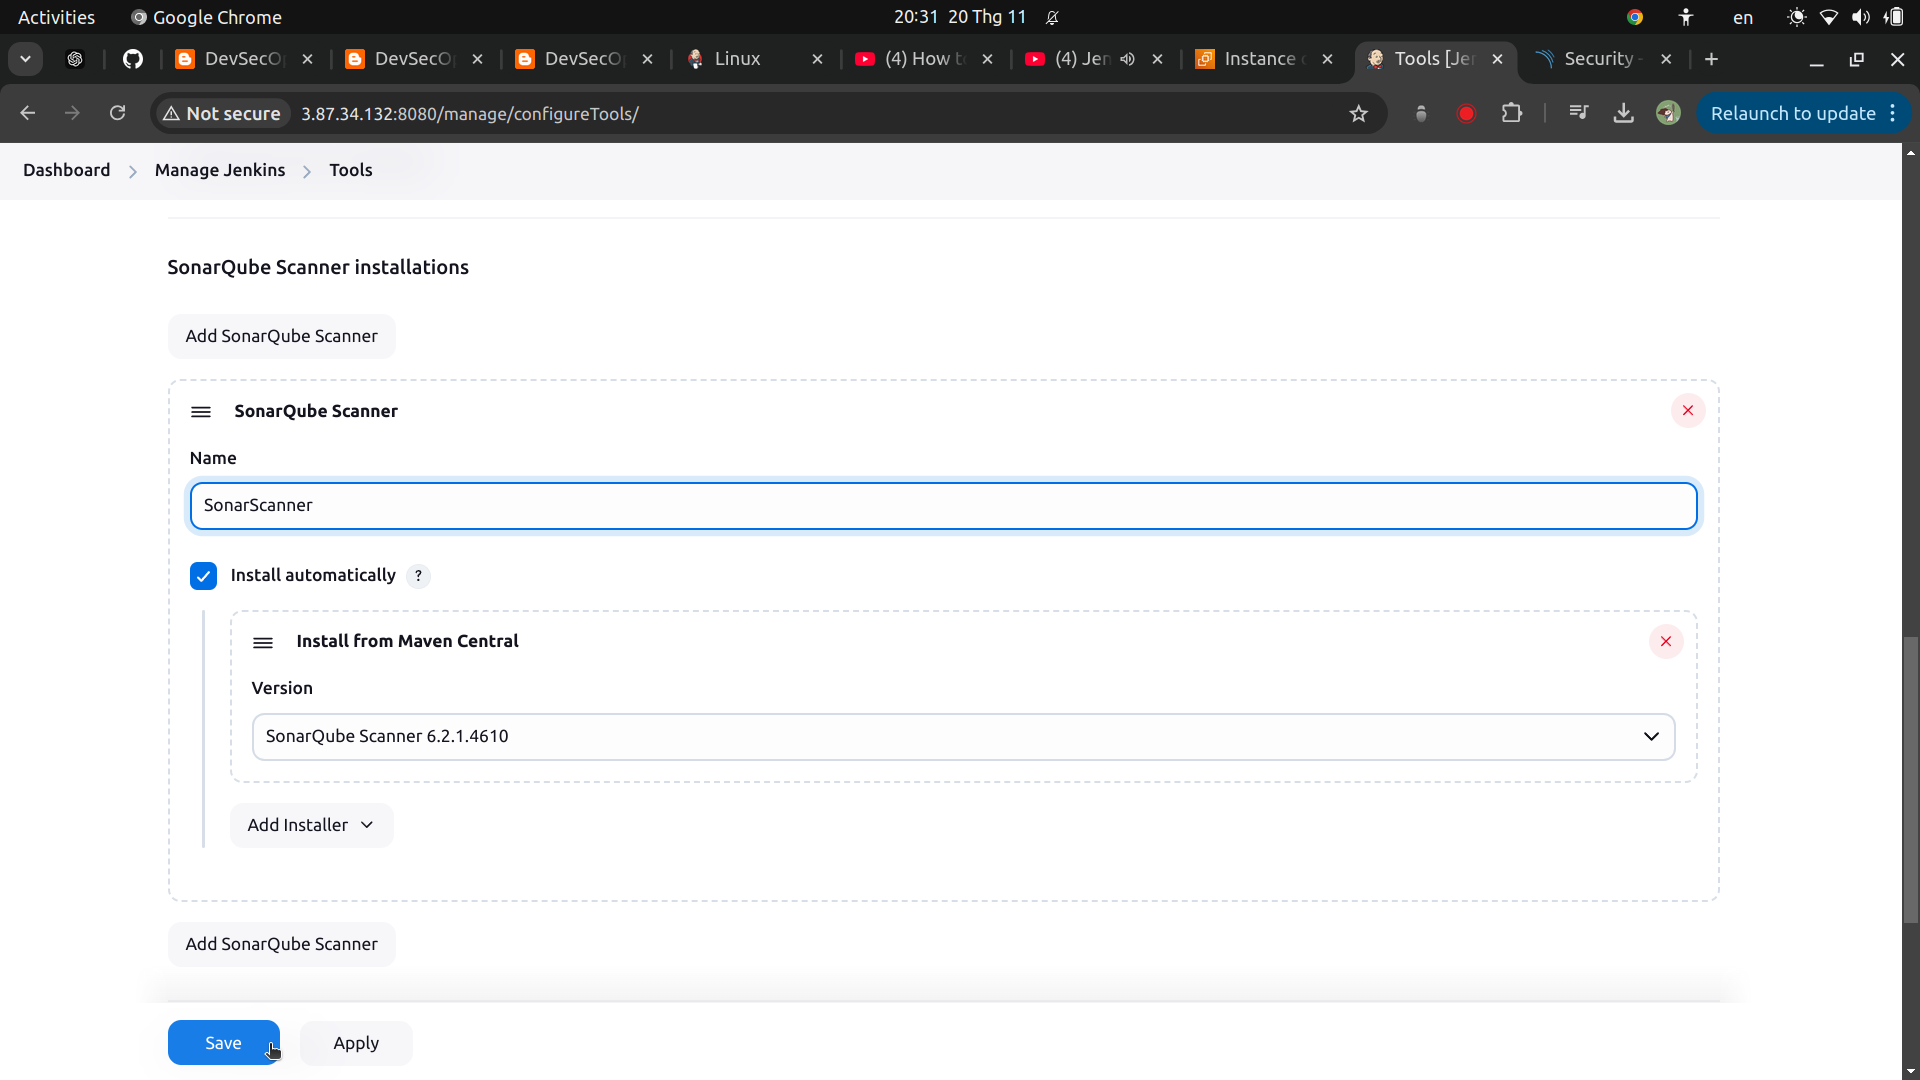 Activities
Google Chrome
20:31 20 Thg 11
en
DevSecO
DevSecO
DevSecO
Linux
(4) How t
(4) Jen
Instance
Tools [Je
Security
Not secure
3.87.34.132:8080/manage/configureTools/
Relaunch to update
Dashboard
Manage Jenkins
Tools
SonarQube Scanner installations
Add SonarQube Scanner
SonarQube Scanner
Name
SonarScanner
Install automatically ?
Install from Maven Central
Version
SonarQube Scanner 6.2.1.4610
Add Installer
Add SonarQube Scanner
Save
Apply